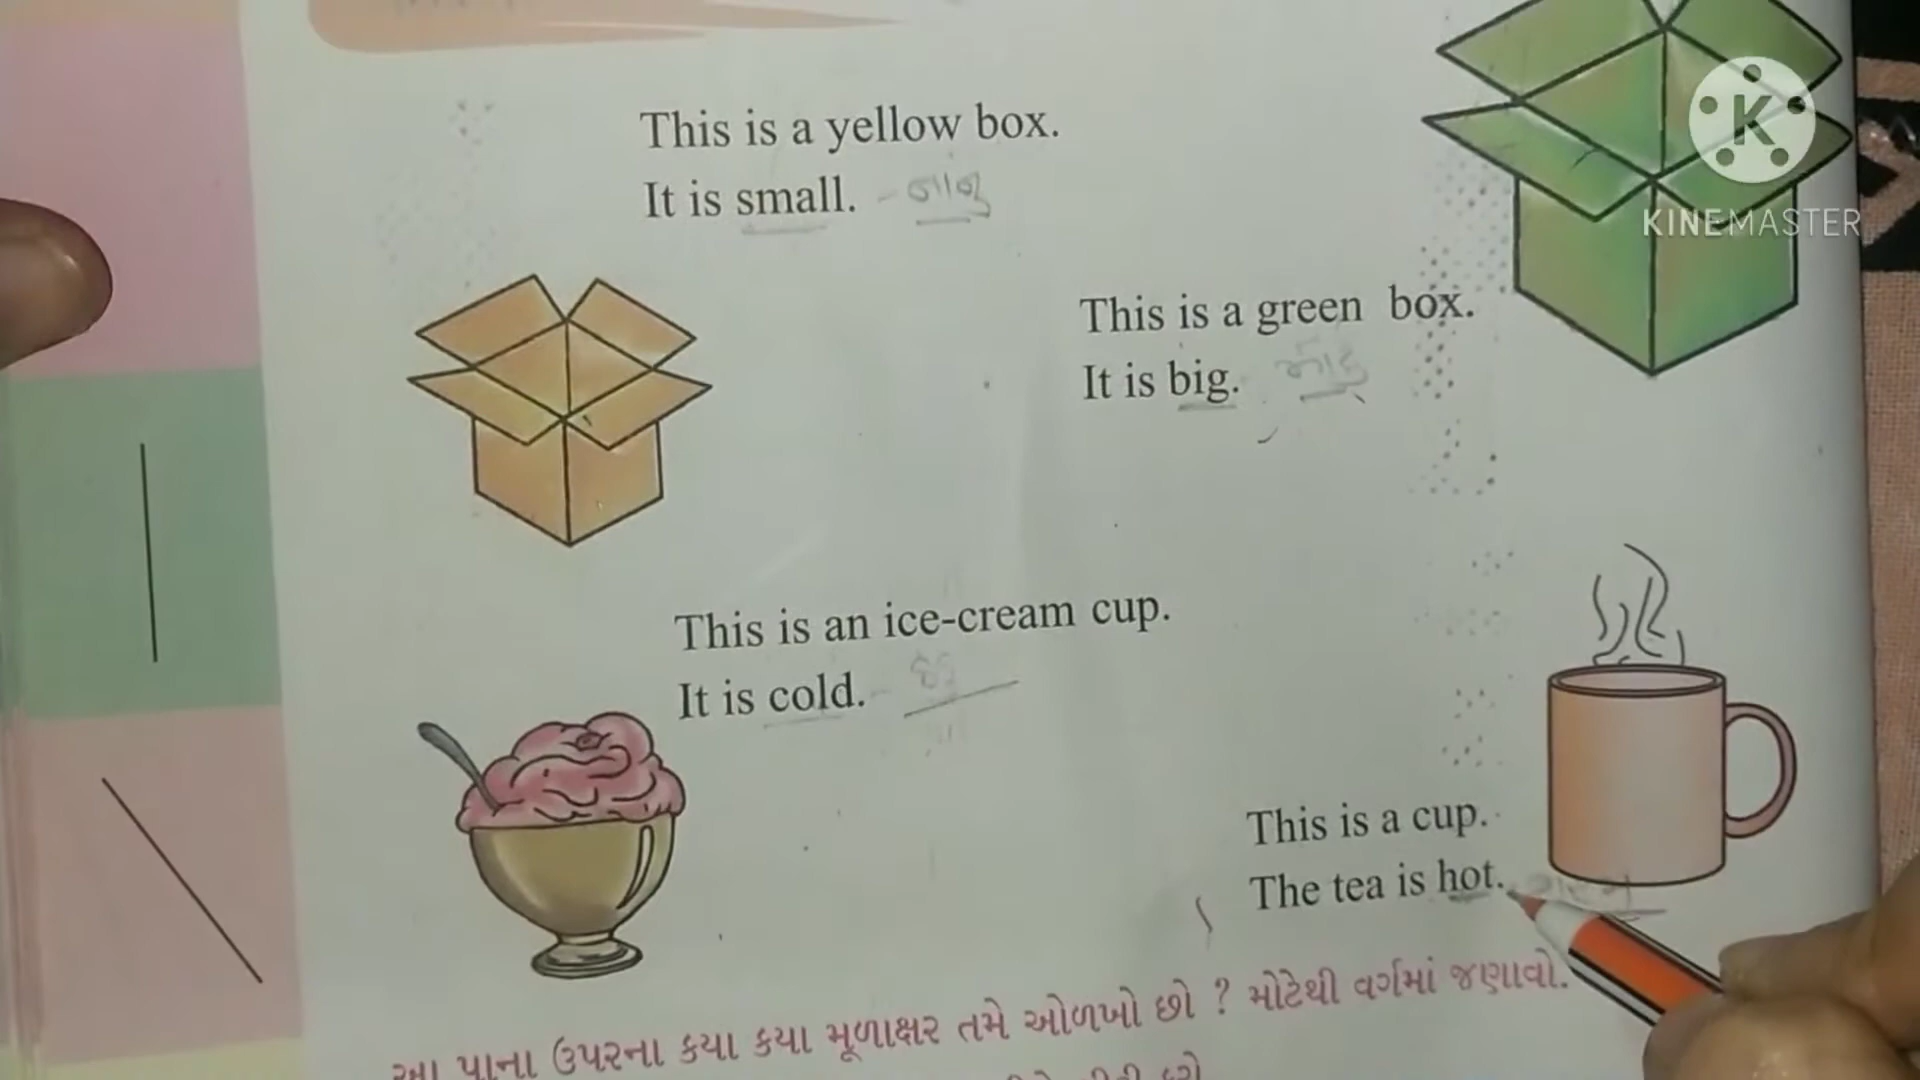 This is a yellow box.
It is small. - નાનું
K
KINEMASTER
This is a green box.
It is big. મોટું
This is an ice-cream cup.
It is cold.
This is a cup.
The tea is hot.
આ પાના ઉપરના કયા કયા મૂળાક્ષર તમે ઓળખો છો ? મોટેથી વર્ગમાં જણાવો.